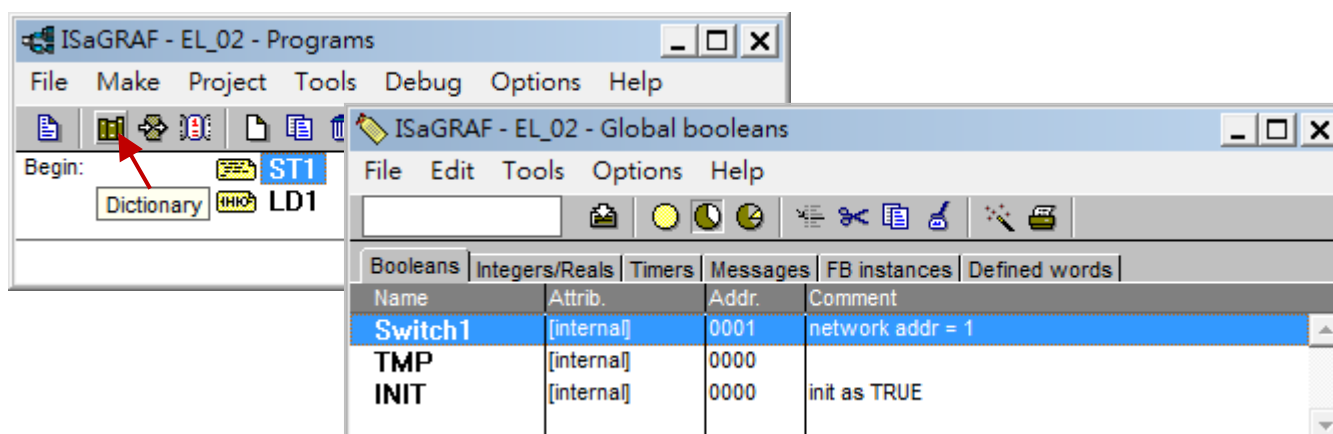 ISaGRAF - EL_02 - Programs
File Make Project Tools Debug Options Help
Begin: ST1
Dictionary LD1
ISaGRAF - EL_02 - Global booleans
File Edit Tools Options Help
Booleans Integers/Reals Timers Messages FB instances Defined words
Name Attrib. Addr. Comment
Switch1 [internal] 0001 network addr = 1
TMP [internal] 0000
INIT [internal] 0000 init as TRUE